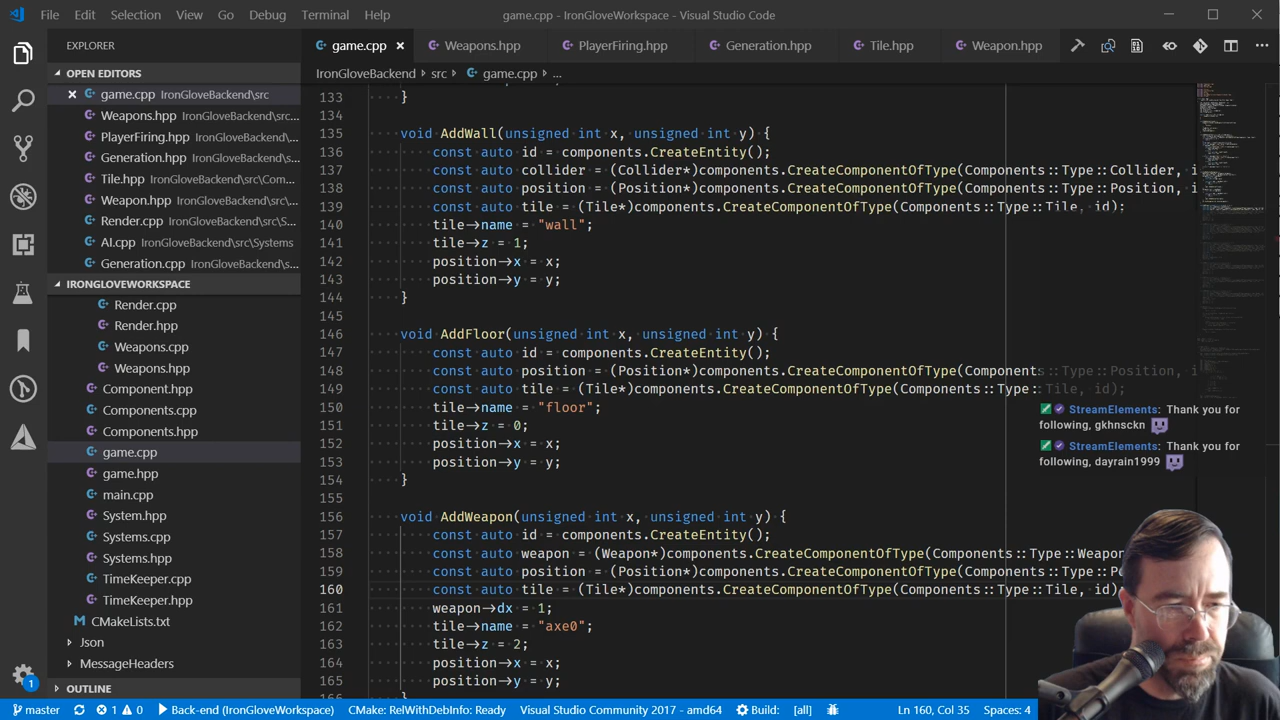 File Edit Selection View Go Debug Terminal Help
game.cpp - IronGloveWorkspace - Visual Studio Code
EXPLORER
OPEN EDITORS
game.cpp IronGloveBackend\src
Weapons.hpp IronGloveBackend\src...
PlayerFiring.hpp IronGloveBackend...
Generation.hpp IronGloveBackend...
Tile.hpp IronGloveBackend\src\Com...
Weapon.hpp IronGloveBackend\src...
Render.cpp IronGloveBackend\src\S...
AI.cpp IronGloveBackend\src\Systems
Generation.cpp IronGloveBackend\s...
IRONGLOVEWORKSPACE
Render.cpp
Render.hpp
Weapons.cpp
Weapons.hpp
Component.hpp
Components.cpp
Components.hpp
game.cpp
game.hpp
main.cpp
System.hpp
Systems.cpp
Systems.hpp
TimeKeeper.cpp
TimeKeeper.hpp
CMakeLists.txt
Json
MessageHeaders
OUTLINE
game.cpp Weapons.hpp PlayerFiring.hpp Generation.hpp Tile.hpp Weapon.hpp
IronGloveBackend › src › game.cpp › ...
133 }
134
135 void AddWall(unsigned int x, unsigned int y) {
136 const auto id = components.CreateEntity();
137 const auto collider = (Collider*)components.CreateComponentOfType(Components::Type::Collider, i
138 const auto position = (Position*)components.CreateComponentOfType(Components::Type::Position, i
139 const auto tile = (Tile*)components.CreateComponentOfType(Components::Type::Tile, id);
140 tile->name = "wall";
141 tile->z = 1;
142 position->x = x;
143 position->y = y;
144 }
145
146 void AddFloor(unsigned int x, unsigned int y) {
147 const auto id = components.CreateEntity();
148 const auto position = (Position*)components.CreateComponentOfType(Components::Type::Position, i
149 const auto tile = (Tile*)components.CreateComponentOfType(Components::Type::Tile, id);
150 tile->name = "floor";
151 tile->z = 0;
152 position->x = x;
153 position->y = y;
154 }
155
156 void AddWeapon(unsigned int x, unsigned int y) {
157 const auto id = components.CreateEntity();
158 const auto weapon = (Weapon*)components.CreateComponentOfType(Components::Type::Weapon
159 const auto position = (Position*)components.CreateComponentOfType(Components::Type::Po
160 const auto tile = (Tile*)components.CreateComponentOfType(Components::Type::Tile, id)
161 weapon->dx = 1;
162 tile->name = "axe0";
163 tile->z = 2;
164 position->x = x;
165 position->y = y;
166 }
StreamElements: Thank you for
following, gkhnsckn
StreamElements: Thank you for
following, dayrain1999
1
master 1 0 Back-end (IronGloveWorkspace) CMake: RelWithDebInfo: Ready Visual Studio Community 2017 - amd64 Build: [all] Ln 160, Col 35 Spaces: 4